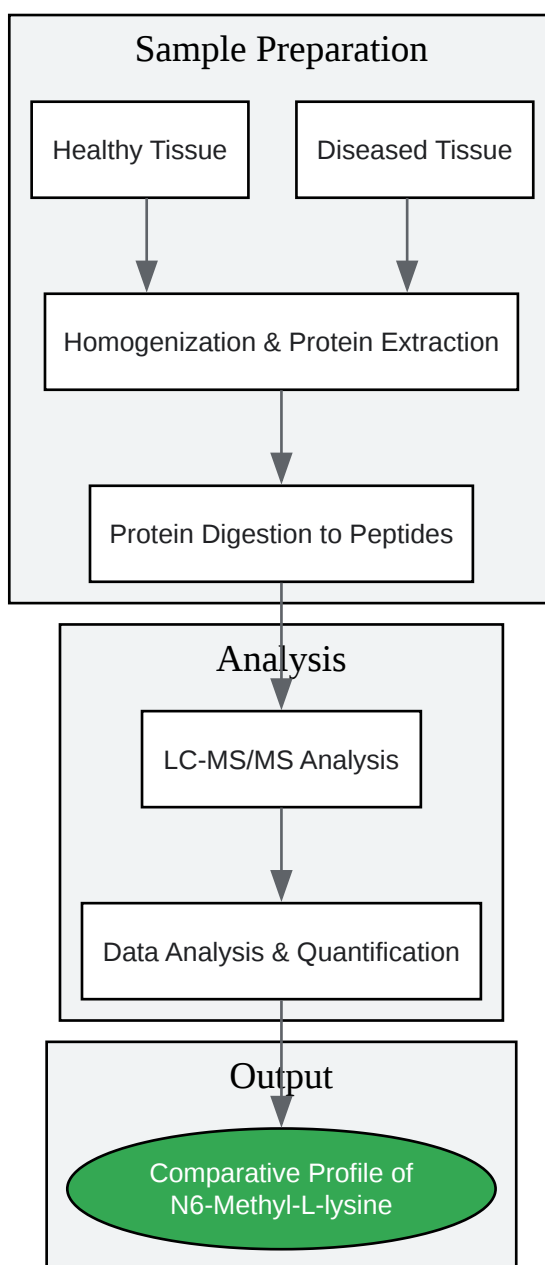 Sample Preparation
Healthy Tissue
Diseased Tissue
Homogenization & Protein Extraction
Protein Digestion to Peptides
Analysis
LC-MS/MS Analysis
Data Analysis & Quantification
Output
Comparative Profile of
N6-Methyl-L-lysine